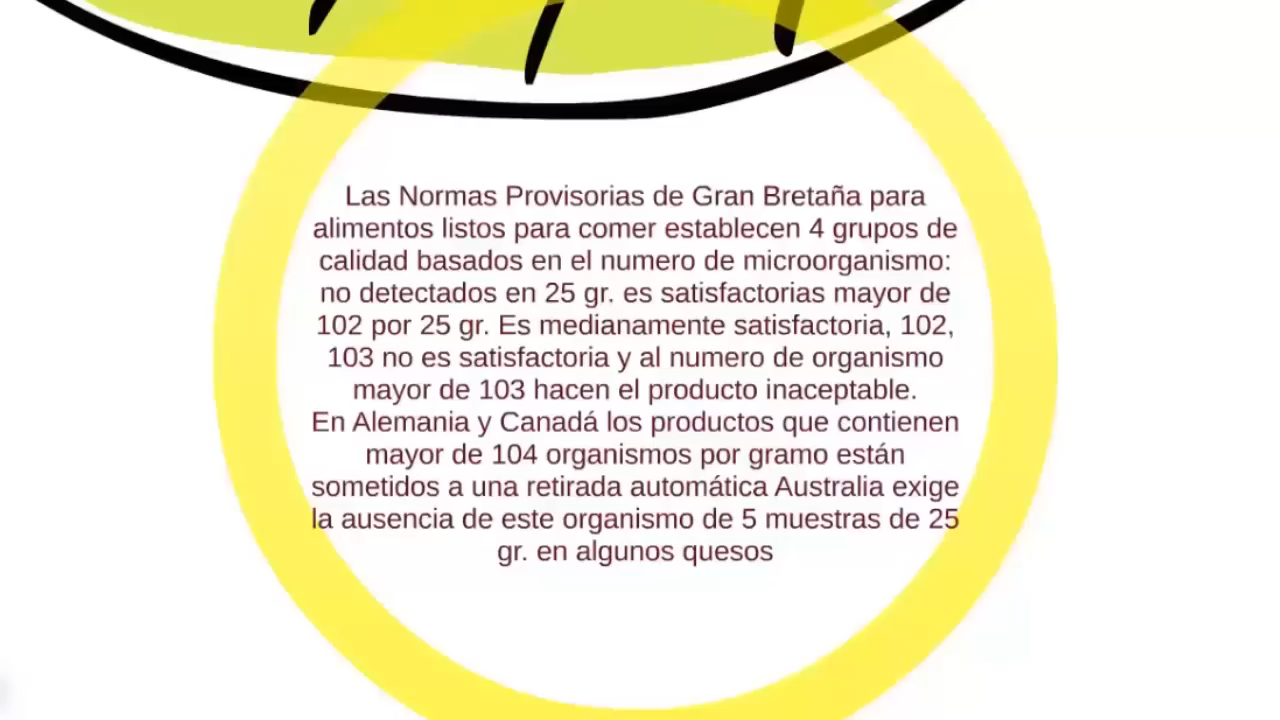 Las Normas Provisorias de Gran Bretaña para
alimentos listos para comer establecen 4 grupos de
calidad basados en el numero de microorganismo:
no detectados en 25 gr. es satisfactorias mayor de
102 por 25 gr. Es medianamente satisfactoria, 102,
103 no es satisfactoria y al numero de organismo
mayor de 103 hacen el producto inaceptable.
En Alemania y Canadá los productos que contienen
mayor de 104 organismos por gramo están
sometidos a una retirada automática Australia exige
la ausencia de este organismo de 5 muestras de 25
gr. en algunos quesos